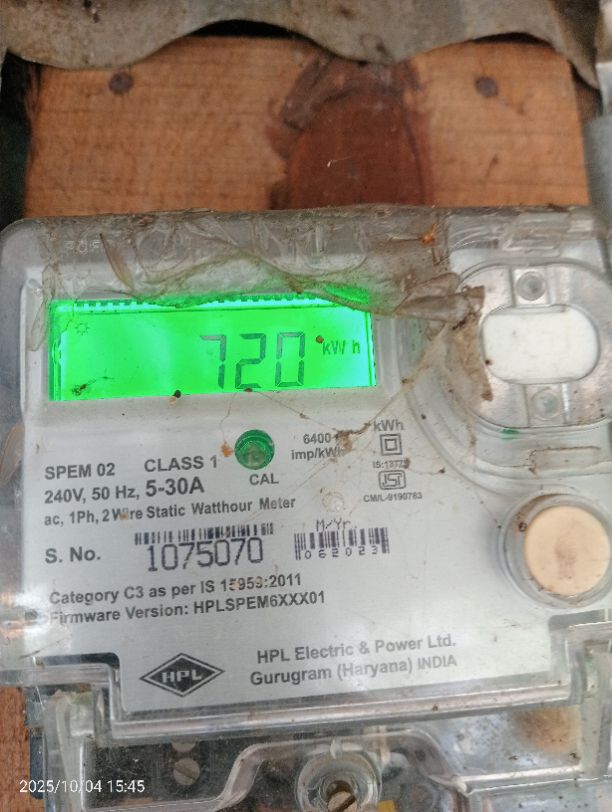 720 kWh
6400
imp/kWh
kWh
SPEM 02 CLASS 1
CAL
240V, 50 Hz, 5-30A
ac, 1Ph, 2 Wire Static Watthour Meter
CM/L-9190783
S. No. 1075070
M/Yr.
062023
Category C3 as per IS 15959:2011
Firmware Version: HPLSPEM6XXX01
HPL
HPL Electric & Power Ltd.
Gurugram (Haryana) INDIA
2025/10/04 15:45